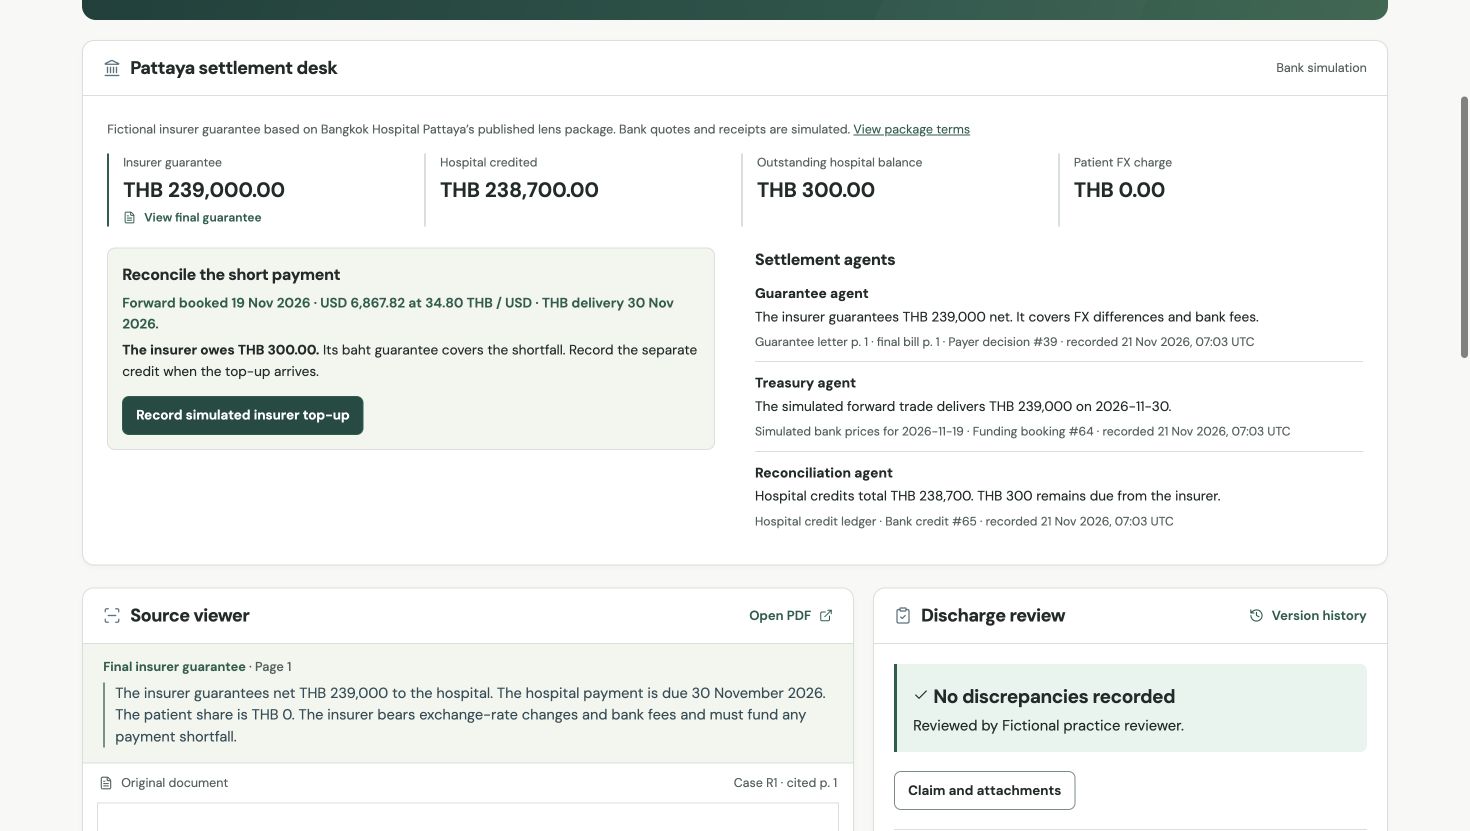 Pattaya settlement desk
Bank simulation
Fictional insurer guarantee based on Bangkok Hospital Pattaya’s published lens package. Bank quotes and receipts are simulated. View package terms
Insurer guarantee
THB 239,000.00
View final guarantee
Hospital credited
THB 238,700.00
Outstanding hospital balance
THB 300.00
Patient FX charge
THB 0.00
Reconcile the short payment
Forward booked 19 Nov 2026 · USD 6,867.82 at 34.80 THB / USD · THB delivery 30 Nov
2026.
The insurer owes THB 300.00. Its baht guarantee covers the shortfall. Record the separate
credit when the top-up arrives.
Record simulated insurer top-up
Settlement agents
Guarantee agent
The insurer guarantees THB 239,000 net. It covers FX differences and bank fees.
Guarantee letter p. 1 · final bill p. 1 · Payer decision #39 · recorded 21 Nov 2026, 07:03 UTC
Treasury agent
The simulated forward trade delivers THB 239,000 on 2026-11-30.
Simulated bank prices for 2026-11-19 · Funding booking #64 · recorded 21 Nov 2026, 07:03 UTC
Reconciliation agent
Hospital credits total THB 238,700. THB 300 remains due from the insurer.
Hospital credit ledger · Bank credit #65 · recorded 21 Nov 2026, 07:03 UTC
Source viewer
Open PDF
Final insurer guarantee · Page 1
The insurer guarantees net THB 239,000 to the hospital. The hospital payment is due 30 November 2026.
The patient share is THB 0. The insurer bears exchange-rate changes and bank fees and must fund any
payment shortfall.
Original document
Case R1 · cited p. 1
Discharge review
Version history
No discrepancies recorded
Reviewed by Fictional practice reviewer.
Claim and attachments